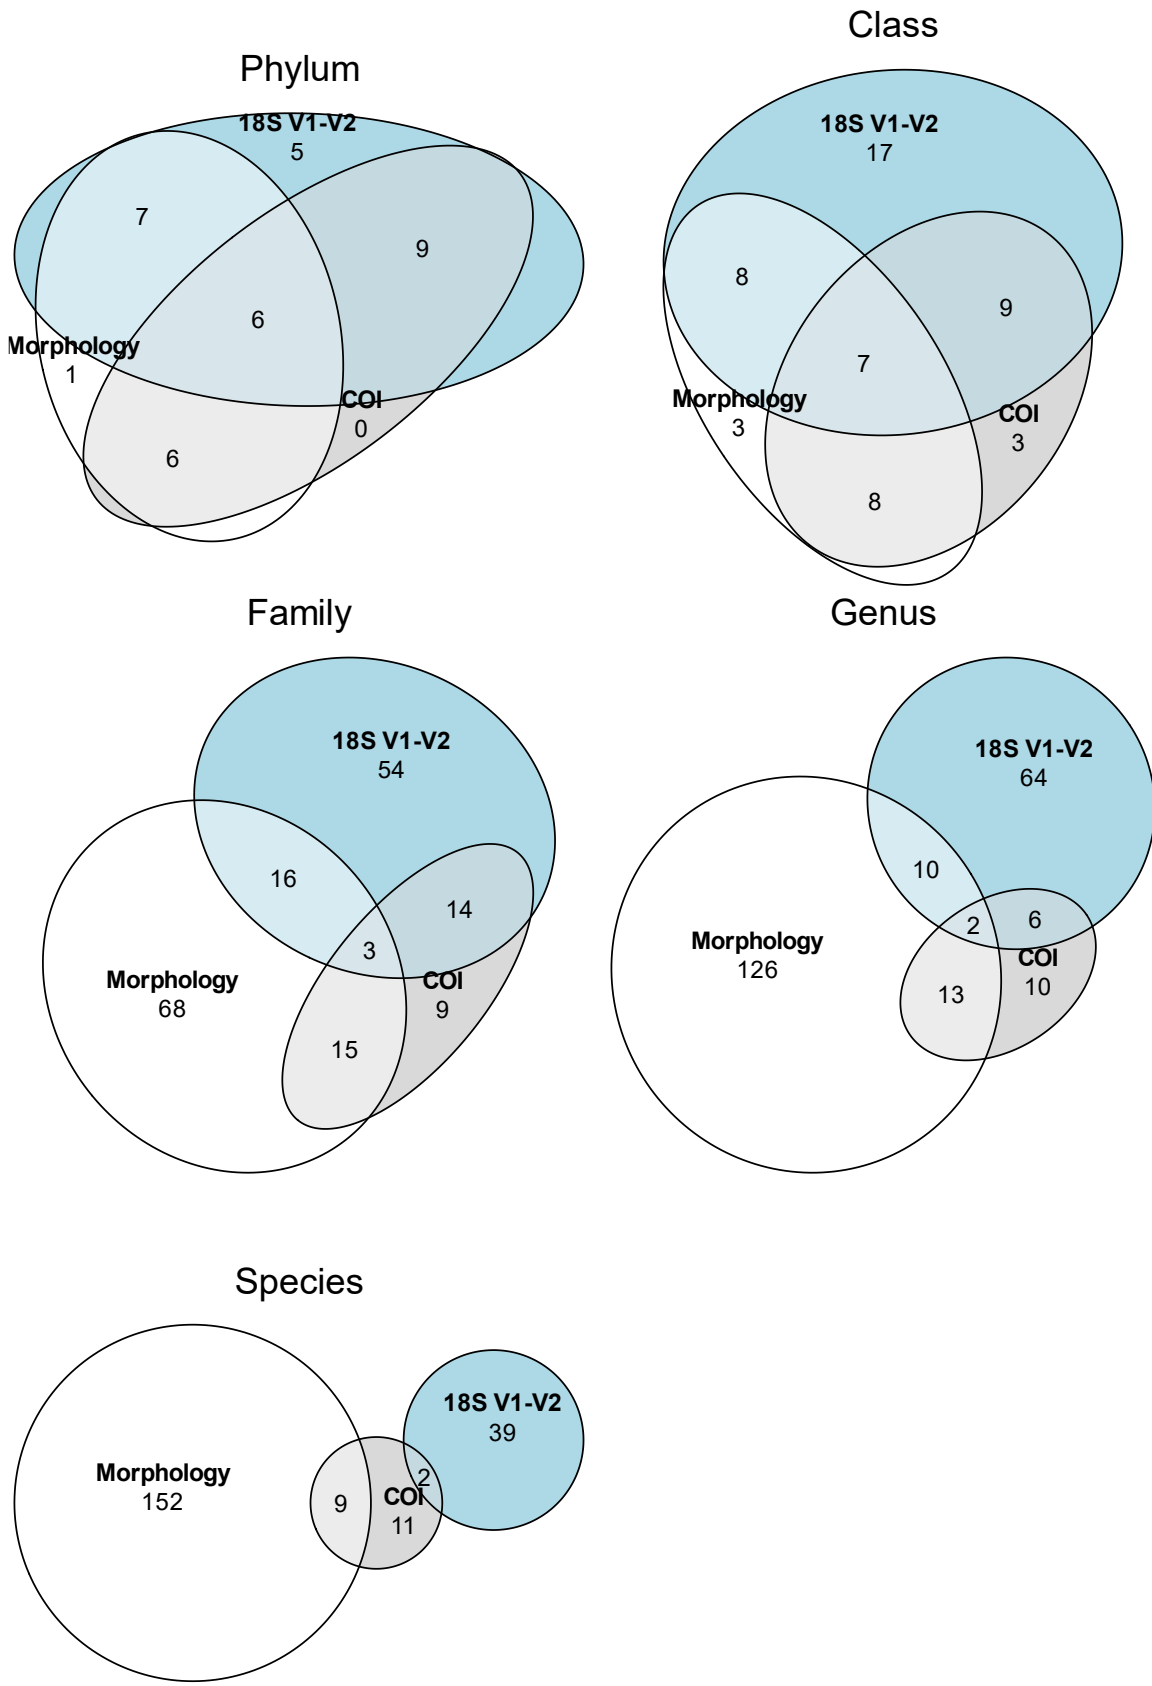 Phylum
18S V1-V2
5
7
9
6
Morphology
1
COI
0
6
Class
18S V1-V2
17
8
9
7
Morphology
3
COI
3
8
Family
18S V1-V2
54
16
14
3
Morphology
68
COI
9
15
Genus
18S V1-V2
64
10
2
6
Morphology
126
COI
10
13
Species
18S V1-V2
39
Morphology
152
2
9
COI
11